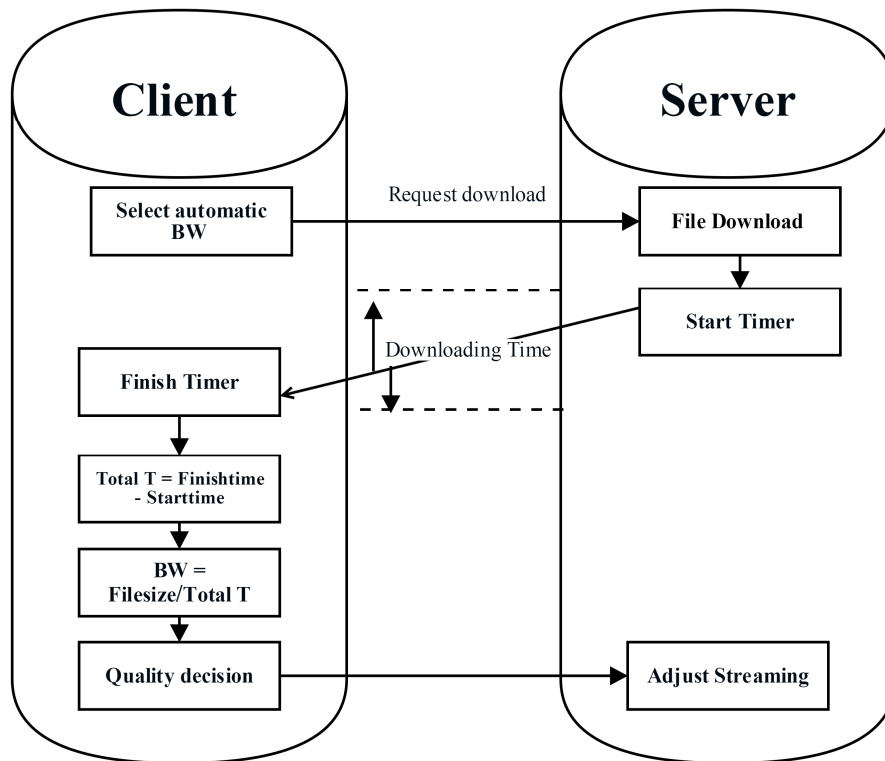 Client
Server
Select automatic
BW
Request download
File Download
Start Timer
Downloading Time
Finish Timer
Total T = Finishtime
- Starttime
BW =
Filesize/Total T
Quality decision
Adjust Streaming